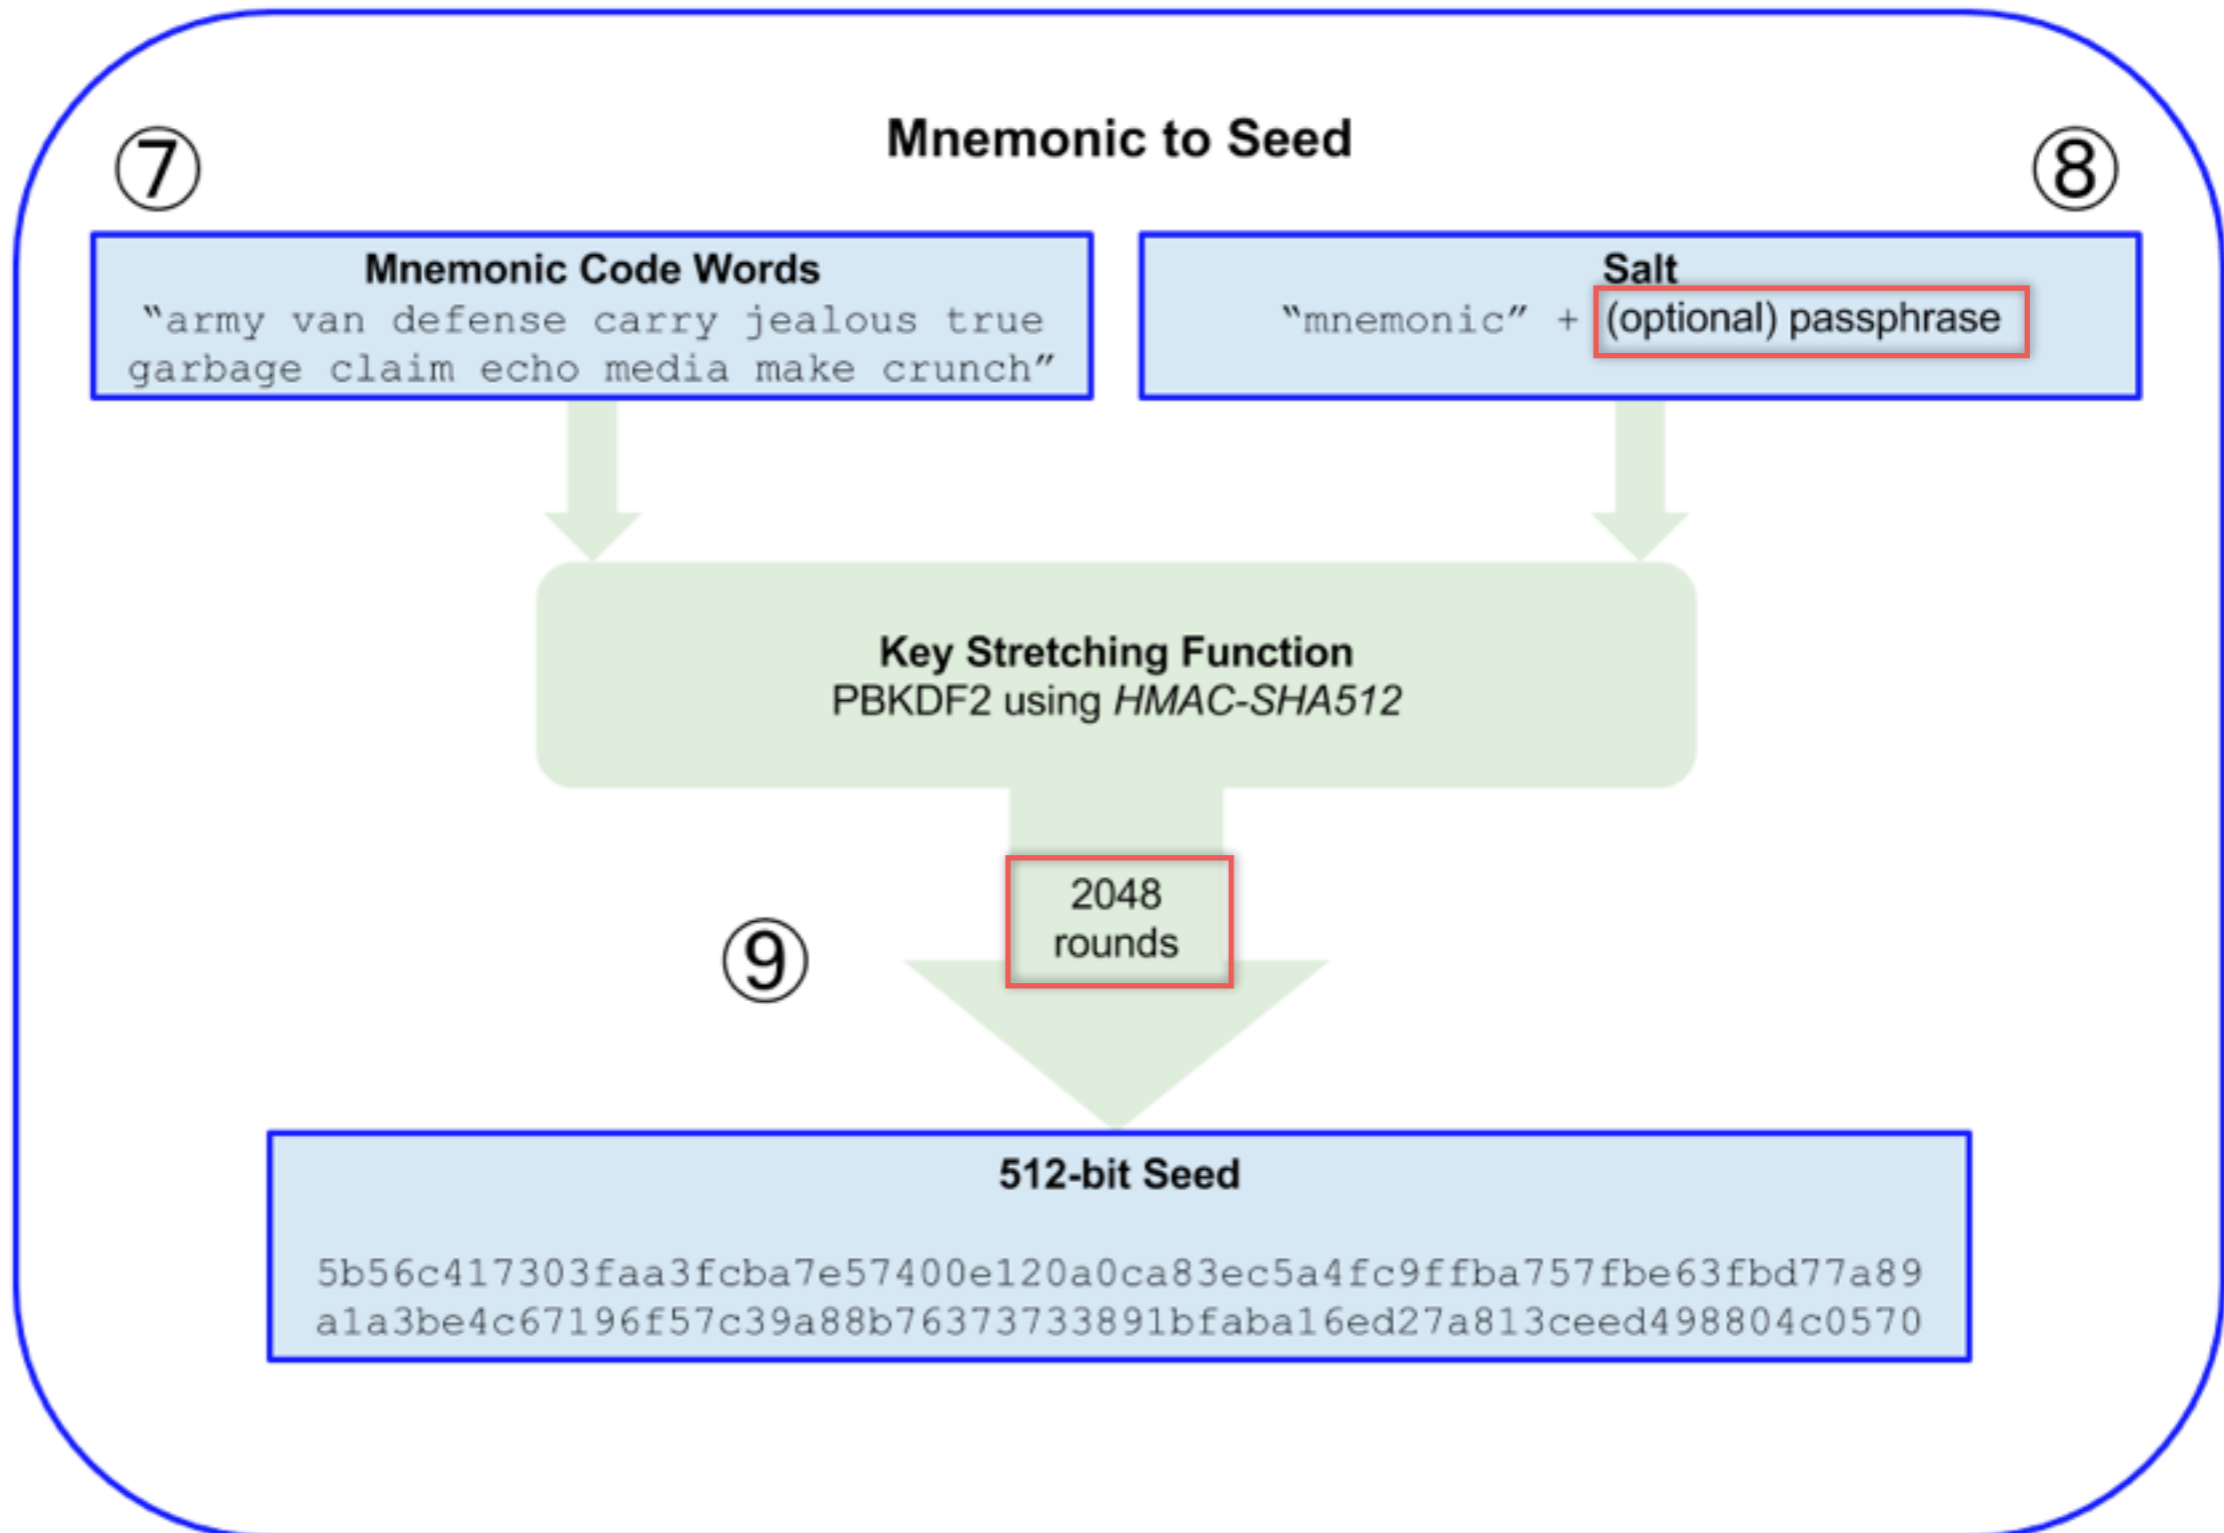 Mnemonic to Seed
⑦
⑧
Mnemonic Code Words
“army van defense carry jealous true
garbage claim echo media make crunch”
Salt
“mnemonic” + (optional) passphrase
Key Stretching Function
PBKDF2 using HMAC-SHA512
2048
rounds
⑨
512-bit Seed
5b56c417303faa3fcba7e57400e120a0ca83ec5a4fc9ffba757fbe63fbd77a89
a1a3be4c67196f57c39a88b76373733891bfaba16ed27a813ceed498804c0570